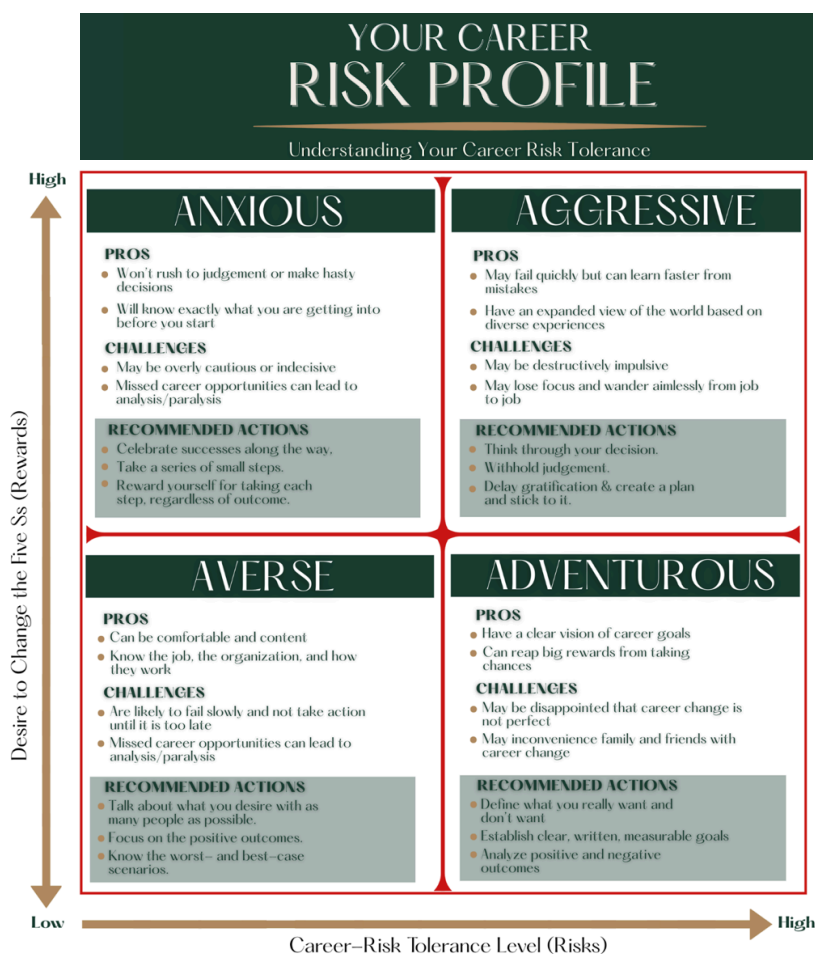 YOUR CAREER
RISK PROFILE
Understanding Your Career Risk Tolerance
High
ANXIOUS
PROS
Won't rush to judgement or make hasty
decisions
Will know exactly what you are getting into
before you start
CHALLENGES
May be overly cautious or indecisive
Missed career opportunities can lead to
analysis/paralysis
RECOMMENDED ACTIONS
Celebrate successes along the way,
Take a series of small steps.
Reward yourself for taking each
step, regardless of outcome.
AGGRESSIVE
PROS
May fail quickly but can learn faster from
mistakes
Have an expanded view of the world based on
diverse experiences
CHALLENGES
May be destructively impulsive
May lose focus and wander aimlessly from job
to job
RECOMMENDED ACTIONS
Think through your decision.
Withhold judgement.
Delay gratification & create a plan
and stick to it.
Desire to Change the Five Ss (Rewards)
AVERSE
PROS
Can be comfortable and content
Know the job, the organization, and how
they work
CHALLENGES
Are likely to fail slowly and not take action
until it is too late
Missed career opportunities can lead to
analysis/paralysis
RECOMMENDED ACTIONS
Talk about what you desire with as
many people as possible.
Focus on the positive outcomes.
Know the worst- and best-case
scenarios.
ADVENTUROUS
PROS
Have a clear vision of career goals
Can reap big rewards from taking
chances
CHALLENGES
May be disappointed that career change is
not perfect
May inconvenience family and friends with
career change
RECOMMENDED ACTIONS
Define what you really want and
don't want
Establish clear, written, measurable goals
Analyze positive and negative
outcomes
Low
High
Career-Risk Tolerance Level (Risks)